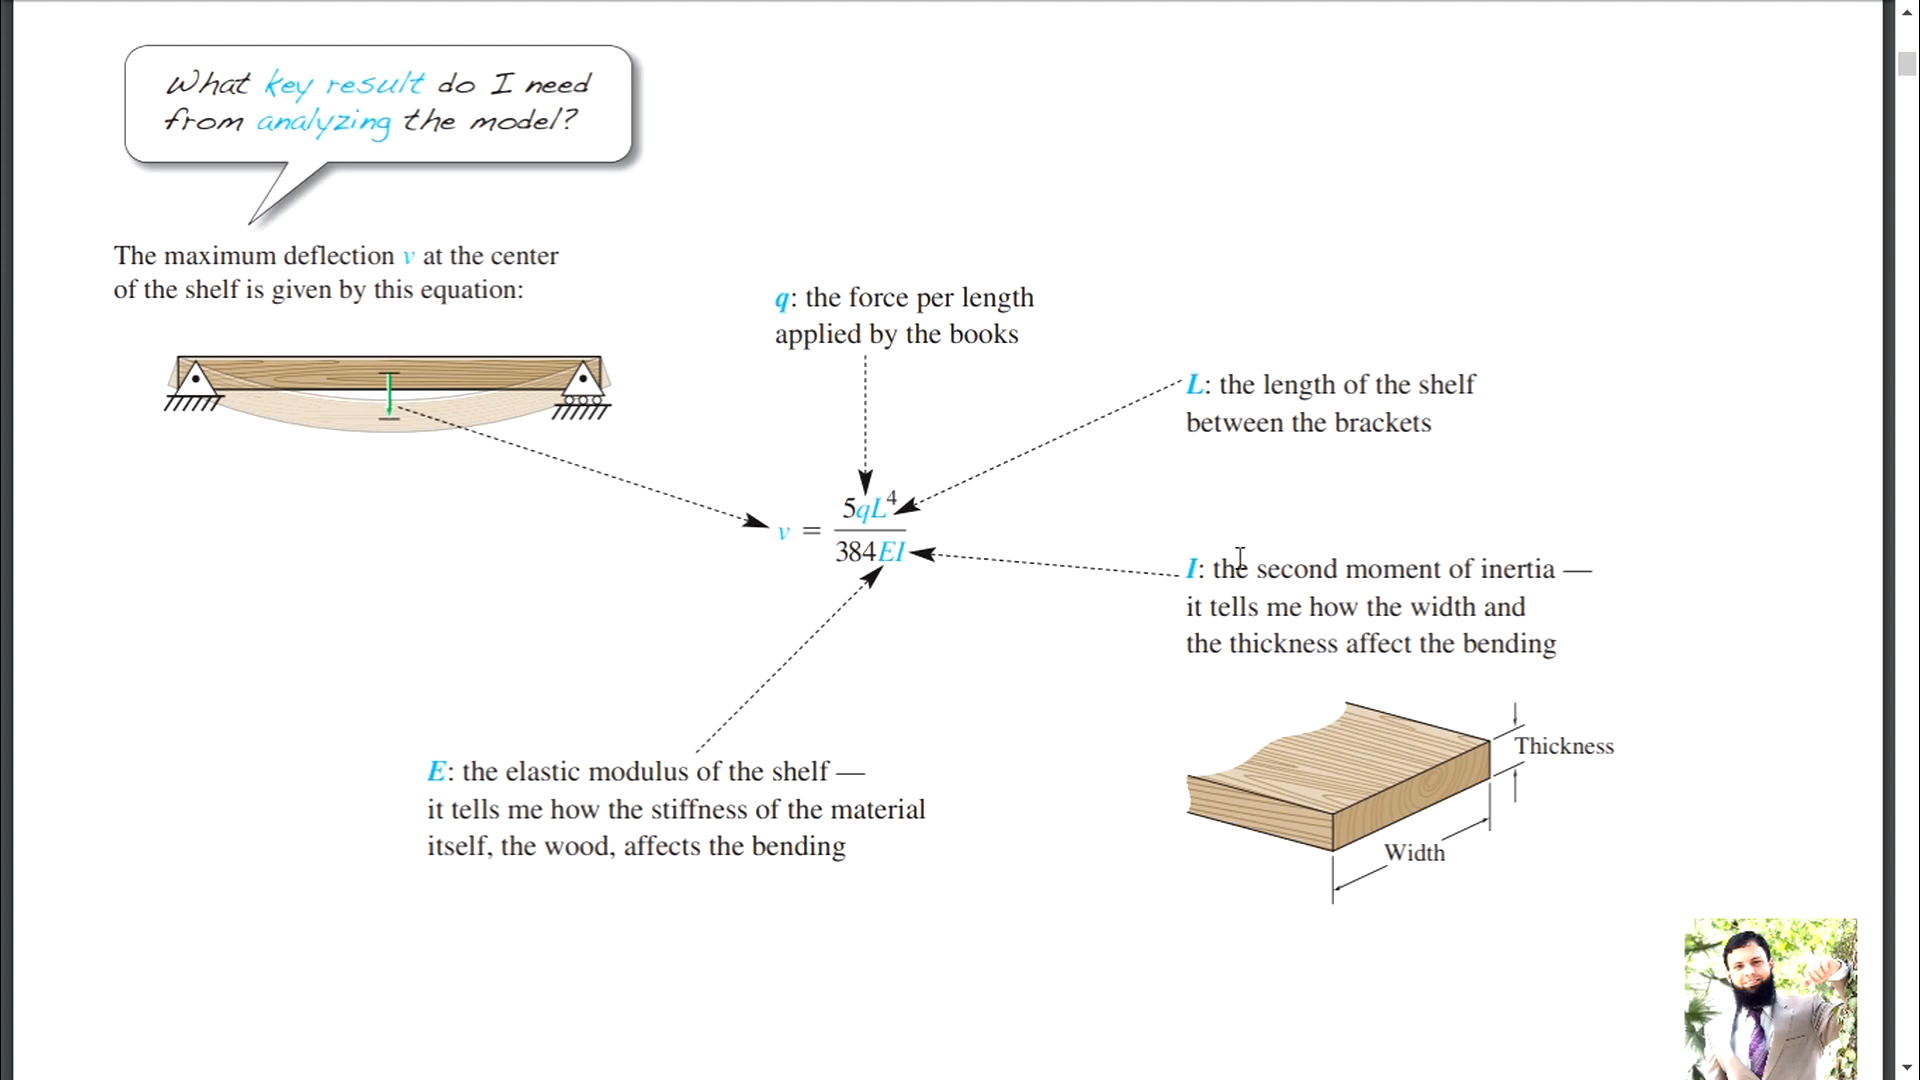 What key result do I need
from analyzing the model?
The maximum deflection v at the center
of the shelf is given by this equation:
q: the force per length
applied by the books
L: the length of the shelf
between the brackets
v = 5qL⁴ / 384EI
I: the second moment of inertia —
it tells me how the width and
the thickness affect the bending
Thickness
Width
E: the elastic modulus of the shelf —
it tells me how the stiffness of the material
itself, the wood, affects the bending